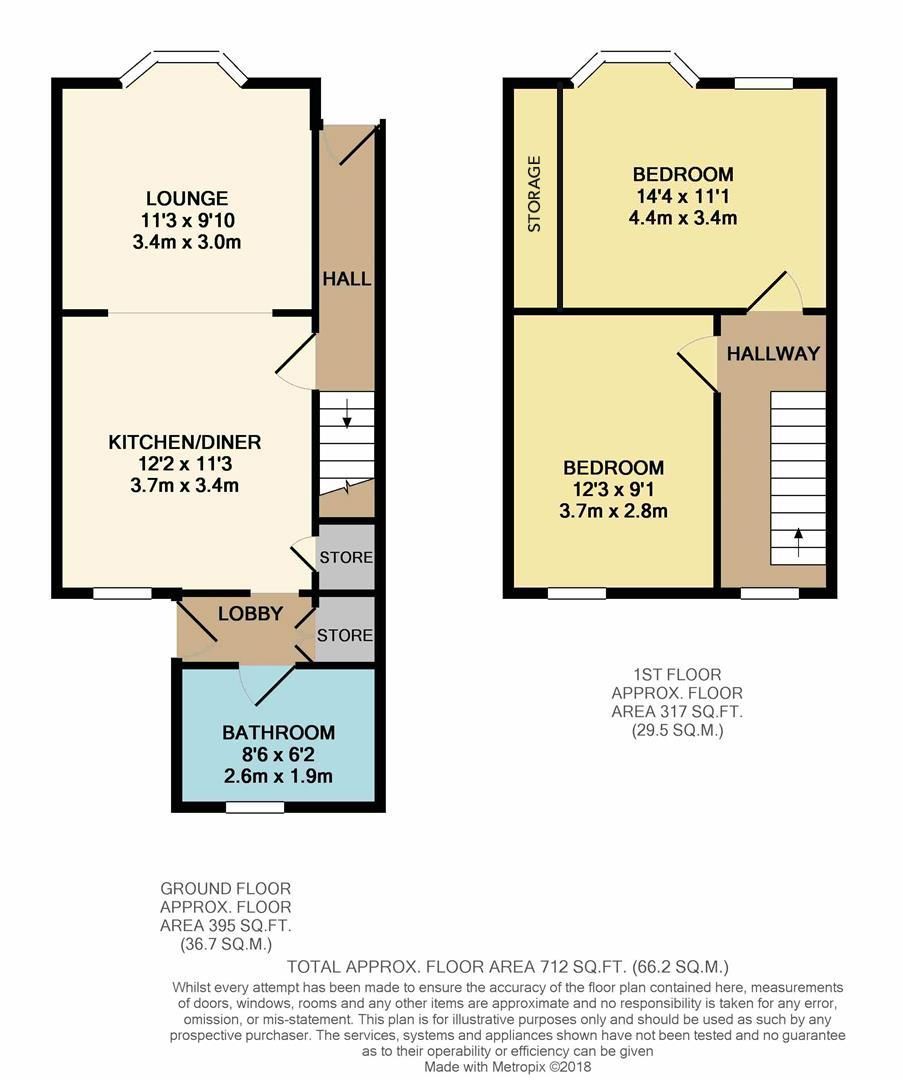 LOUNGE
11'3 x 9'10
3.4m x 3.0m
HALL
KITCHEN/DINER
12'2 x 11'3
3.7m x 3.4m
STORE
LOBBY
STORE
BATHROOM
8'6 x 6'2
2.6m x 1.9m
GROUND FLOOR
APPROX. FLOOR
AREA 395 SQ.FT.
(36.7 SQ.M.)
STORAGE
BEDROOM
14'4 x 11'1
4.4m x 3.4m
HALLWAY
BEDROOM
12'3 x 9'1
3.7m x 2.8m
1ST FLOOR
APPROX. FLOOR
AREA 317 SQ.FT.
(29.5 SQ.M.)
TOTAL APPROX. FLOOR AREA 712 SQ.FT. (66.2 SQ.M.)
Whilst every attempt has been made to ensure the accuracy of the floor plan contained here, measurements
of doors, windows, rooms and any other items are approximate and no responsibility is taken for any error,
omission, or mis-statement. This plan is for illustrative purposes only and should be used as such by any
prospective purchaser. The services, systems and appliances shown have not been tested and no guarantee
as to their operability or efficiency can be given
Made with Metropix ©2018